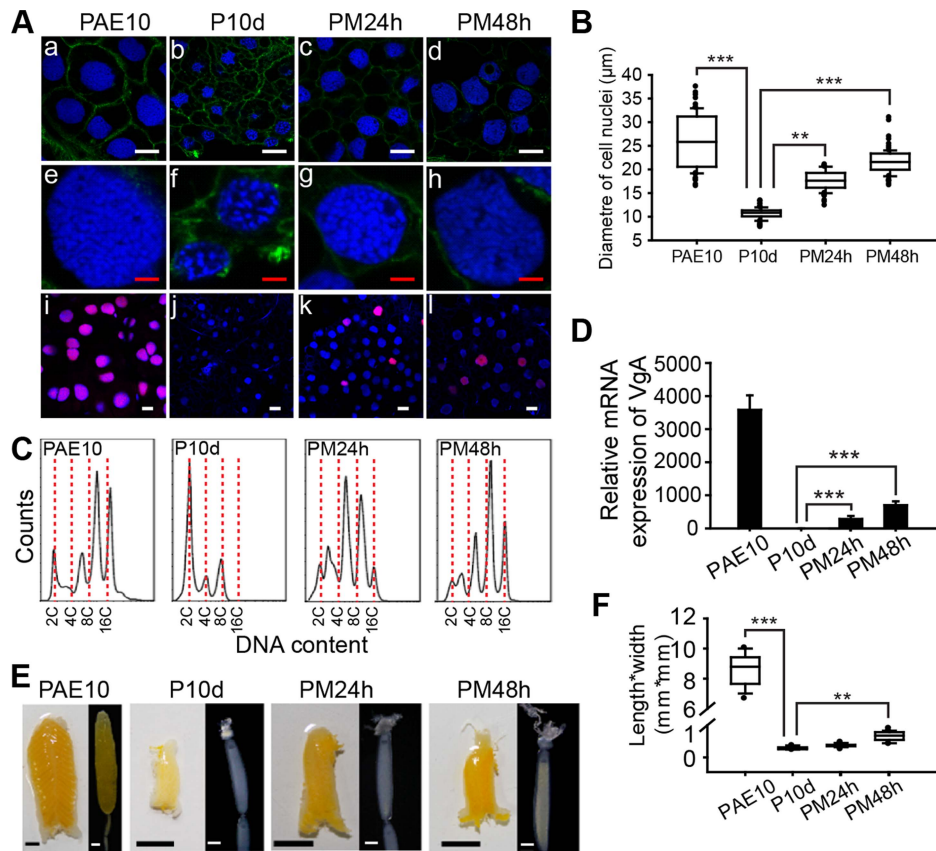 A
PAE10 P10d PM24h PM48h
a b c d
e f g h
i j k l
B
Diametre of cell nuclei (μm)
40
35
30
25
20
15
10
5
*** *** **
PAE10 P10d PM24h PM48h
C
PAE10 P10d PM24h PM48h
Counts
2C 4C 8C 16C 2C 4C 8C 16C 2C 4C 8C 16C 2C 4C 8C 16C
DNA content
D
Relative mRNA
expression of VgA
5000
4000
3000
2000
1000
0
***
***
PAE10 P10d PM24h PM48h
E
PAE10 P10d PM24h PM48h
F
Length*width
(mm*mm)
10
8
6
1
0
***
**
PAE10 P10d PM24h PM48h